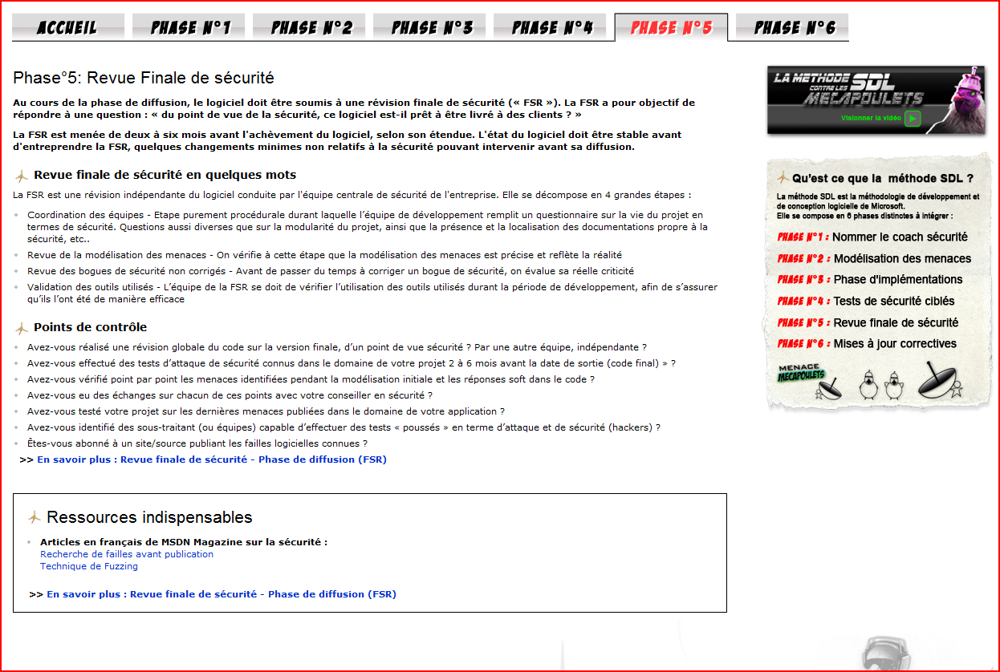 ACCUEIL
PHASE N°1
PHASE N°2
PHASE N°3
PHASE N°4
PHASE N°5
PHASE N°6
Phase°5: Revue Finale de sécurité
Au cours de la phase de diffusion, le logiciel doit être soumis à une révision finale de sécurité (« FSR »). La FSR a pour objectif de
répondre à une question : « du point de vue de la sécurité, ce logiciel est-il prêt à être livré à des clients ? »
La FSR est menée de deux à six mois avant l'achèvement du logiciel, selon son étendue. L'état du logiciel doit être stable avant
d'entreprendre la FSR, quelques changements minimes non relatifs à la sécurité pouvant intervenir avant sa diffusion.
Revue finale de sécurité en quelques mots
La FSR est une révision indépendante du logiciel conduite par l'équipe centrale de sécurité de l'entreprise. Elle se décompose en 4 grandes étapes :
Coordination des équipes - Etape purement procédurale durant laquelle l’équipe de développement remplit un questionnaire sur la vie du projet en
termes de sécurité. Questions aussi diverses que sur la modularité du projet, ainsi que la présence et la localisation des documentations propre à la
sécurité, etc..
Revue de la modélisation des menaces - On vérifie à cette étape que la modélisation des menaces est précise et reflète la réalité
Revue des bogues de sécurité non corrigés - Avant de passer du temps à corriger un bogue de sécurité, on évalue sa réelle criticité
Validation des outils utilisés - L’équipe de la FSR se doit de vérifier l’utilisation des outils utilisés durant la période de développement, afin de s’assurer
qu’ils l’ont été de manière efficace
Points de contrôle
Avez-vous réalisé une révision globale du code sur la version finale, d’un point de vue sécurité ? Par une autre équipe, indépendante ?
Avez-vous effectué des tests d’attaque de sécurité connus dans le domaine de votre projet 2 à 6 mois avant la date de sortie (code final) » ?
Avez-vous vérifié point par point les menaces identifiées pendant la modélisation initiale et les réponses soft dans le code ?
Avez-vous eu des échanges sur chacun de ces points avec votre conseiller en sécurité ?
Avez-vous testé votre projet sur les dernières menaces publiées dans le domaine de votre application ?
Avez-vous identifié des sous-traitant (ou équipes) capable d’effectuer des tests « poussés » en terme d’attaque et de sécurité (hackers) ?
Êtes-vous abonné à un site/source publiant les failles logicielles connues ?
>> En savoir plus : Revue finale de sécurité - Phase de diffusion (FSR)
Ressources indispensables
Articles en français de MSDN Magazine sur la sécurité :
Recherche de failles avant publication
Technique de Fuzzing
>> En savoir plus : Revue finale de sécurité - Phase de diffusion (FSR)
LA METHODE SDL
CONTRE LES
MECAPOULETS
Visionner la vidéo
Qu’est ce que la méthode SDL ?
La méthode SDL est la méthodologie de développement et
de conception logicielle de Microsoft.
Elle se compose en 6 phases distinctes à intégrer :
PHASE N°1 : Nommer le coach sécurité
PHASE N°2 : Modélisation des menaces
PHASE N°3 : Phase d'implémentations
PHASE N°4 : Tests de sécurité ciblés
PHASE N°5 : Revue finale de sécurité
PHASE N°6 : Mises à jour correctives
MENACE
MECAPOULETS